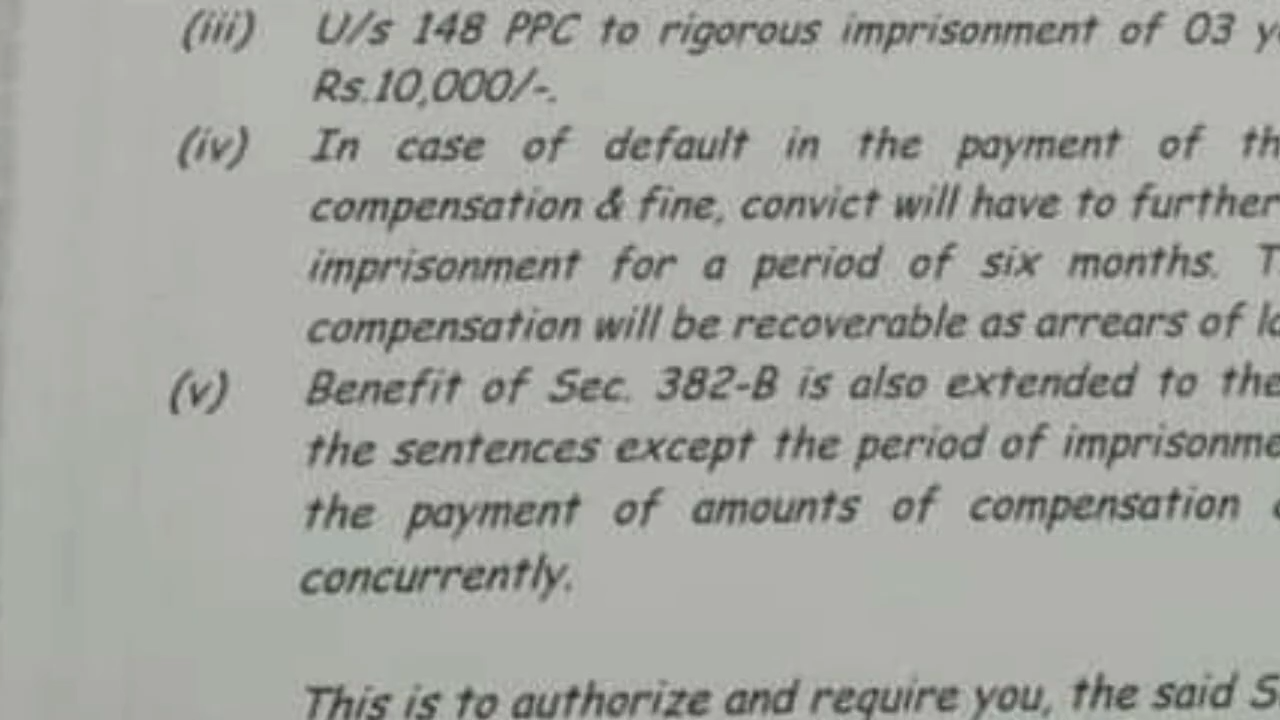 (iii) U/s 148 PPC to rigorous imprisonment of 03
Rs.10,000/-.
(iv) In case of default in the payment of
compensation & fine, convict will have to further
imprisonment for a period of six months.
compensation will be recoverable as arrears of
(v) Benefit of Sec. 382-B is also extended to the
the sentences except the period of
the payment of amounts of compensation
concurrently.
This is to authorize and require you, the said